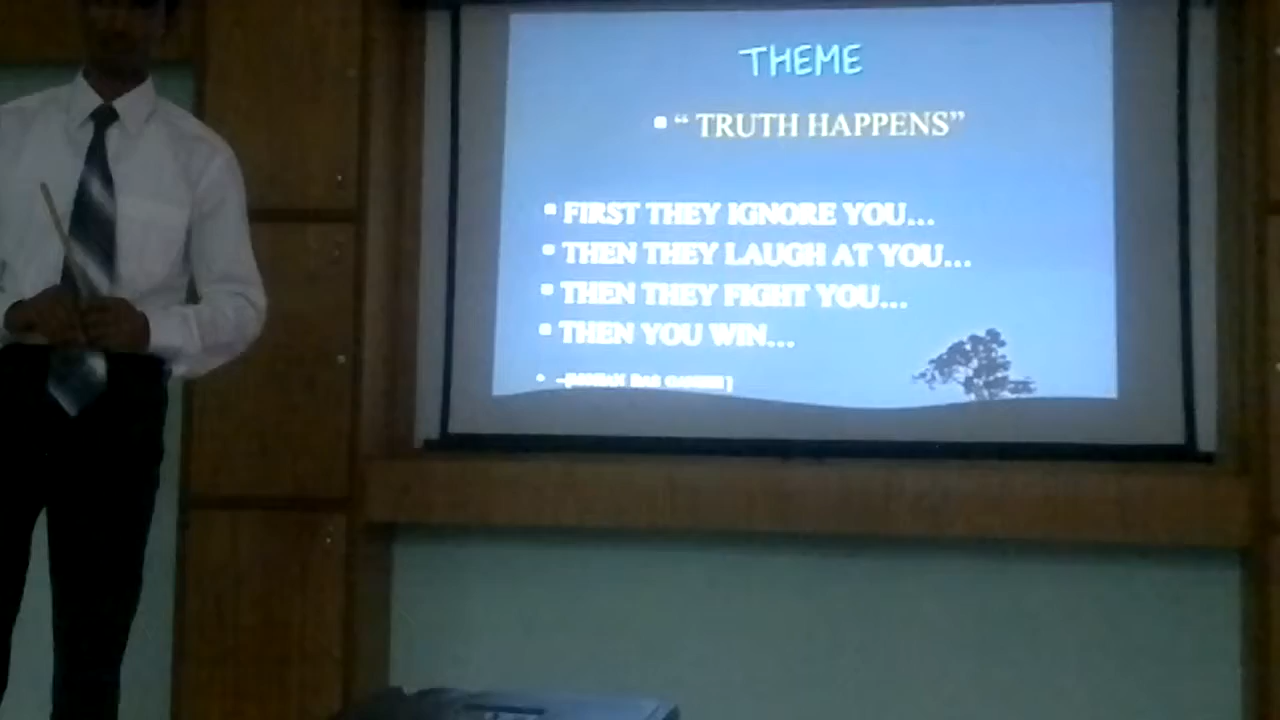 THEME
“ TRUTH HAPPENS”
FIRST THEY IGNORE YOU...
THEN THEY LAUGH AT YOU...
THEN THEY FIGHT YOU...
THEN YOU WIN...